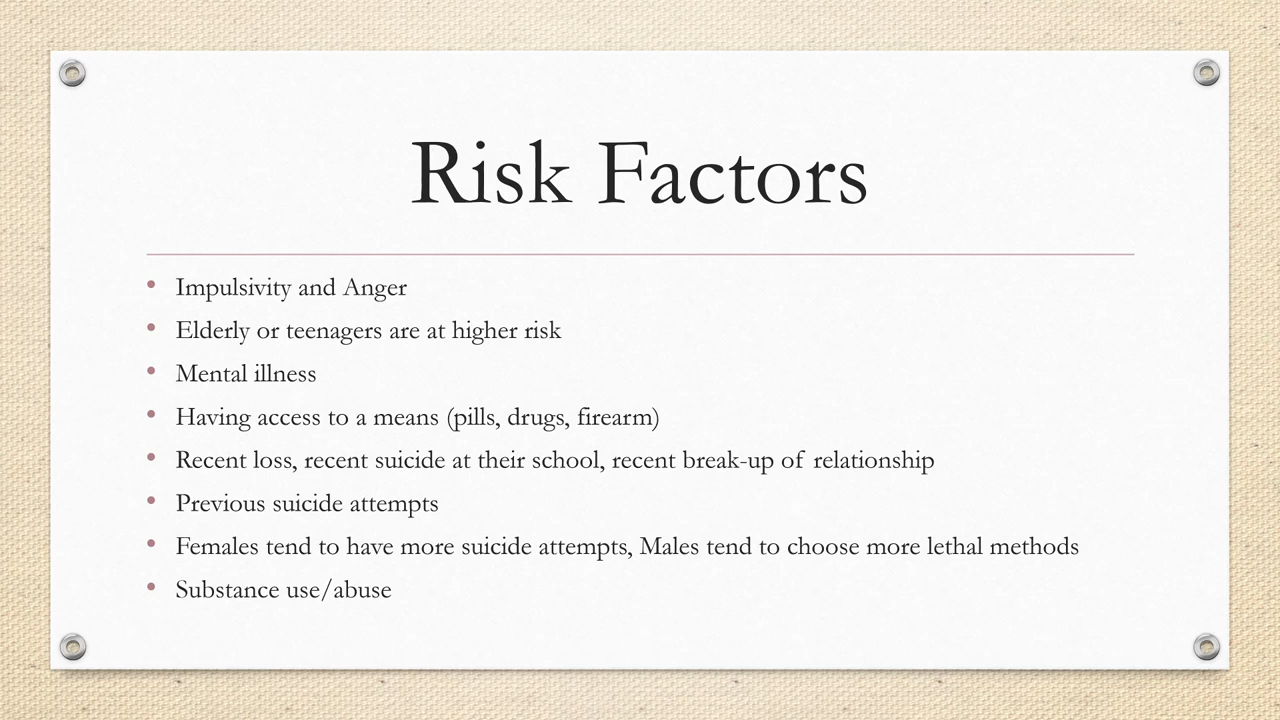 Risk Factors
• Impulsivity and Anger
• Elderly or teenagers are at higher risk
• Mental illness
• Having access to a means (pills, drugs, firearm)
• Recent loss, recent suicide at their school, recent break-up of relationship
• Previous suicide attempts
• Females tend to have more suicide attempts, Males tend to choose more lethal methods
• Substance use/abuse